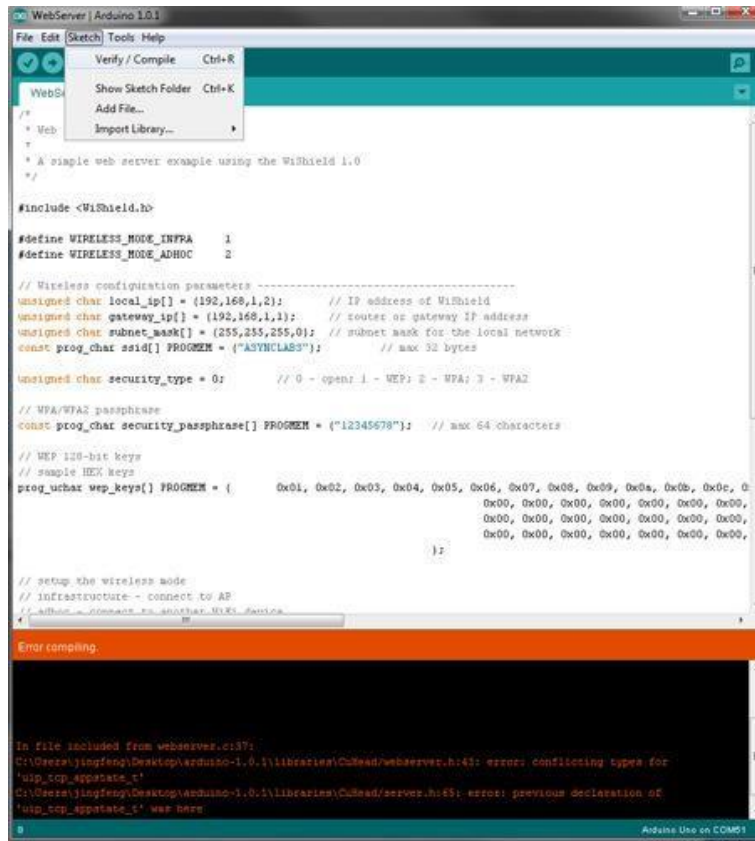 WebServer | Arduino 1.0.1
File Edit Sketch Tools Help
Verify / Compile Ctrl+R
Show Sketch Folder Ctrl+K
Add File...
Import Library...
WebSe
/*
* Web
*
* A simple web server example using the WiShield 1.0
*/
#include <WiShield.h>
#define WIRELESS_MODE_INFRA 1
#define WIRELESS_MODE_ADHOC 2
// Wireless configuration parameters ----------------------------------------
unsigned char local_ip[] = {192,168,1,2}; // IP address of WiShield
unsigned char gateway_ip[] = {192,168,1,1}; // router or gateway IP address
unsigned char subnet_mask[] = {255,255,255,0}; // subnet mask for the local network
const prog_char ssid[] PROGMEM = {"ASYNCLABS"}; // max 32 bytes
unsigned char security_type = 0; // 0 - open; 1 - WEP; 2 - WPA; 3 - WPA2
// WPA/WPA2 passphrase
const prog_char security_passphrase[] PROGMEM = {"12345678"}; // max 64 characters
// WEP 128-bit keys
// sample HEX keys
prog_uchar wep_keys[] PROGMEM = { 0x01, 0x02, 0x03, 0x04, 0x05, 0x06, 0x07, 0x08, 0x09, 0x0a, 0x0b, 0x0c, 0
0x00, 0x00, 0x00, 0x00, 0x00, 0x00, 0x00,
0x00, 0x00, 0x00, 0x00, 0x00, 0x00, 0x00,
0x00, 0x00, 0x00, 0x00, 0x00, 0x00, 0x00,
};
// setup the wireless mode
// infrastructure - connect to AP
// adhoc - connect to another WiFi device
Error compiling.
In file included from webserver.c:37:
C:\Users\jingfeng\Desktop\arduino-1.0.1\libraries\CuHead/webserver.h:43: error: conflicting types for
'uip_tcp_appstate_t'
C:\Users\jingfeng\Desktop\arduino-1.0.1\libraries\CuHead/server.h:65: error: previous declaration of
'uip_tcp_appstate_t' was here
8 Arduino Uno on COM51